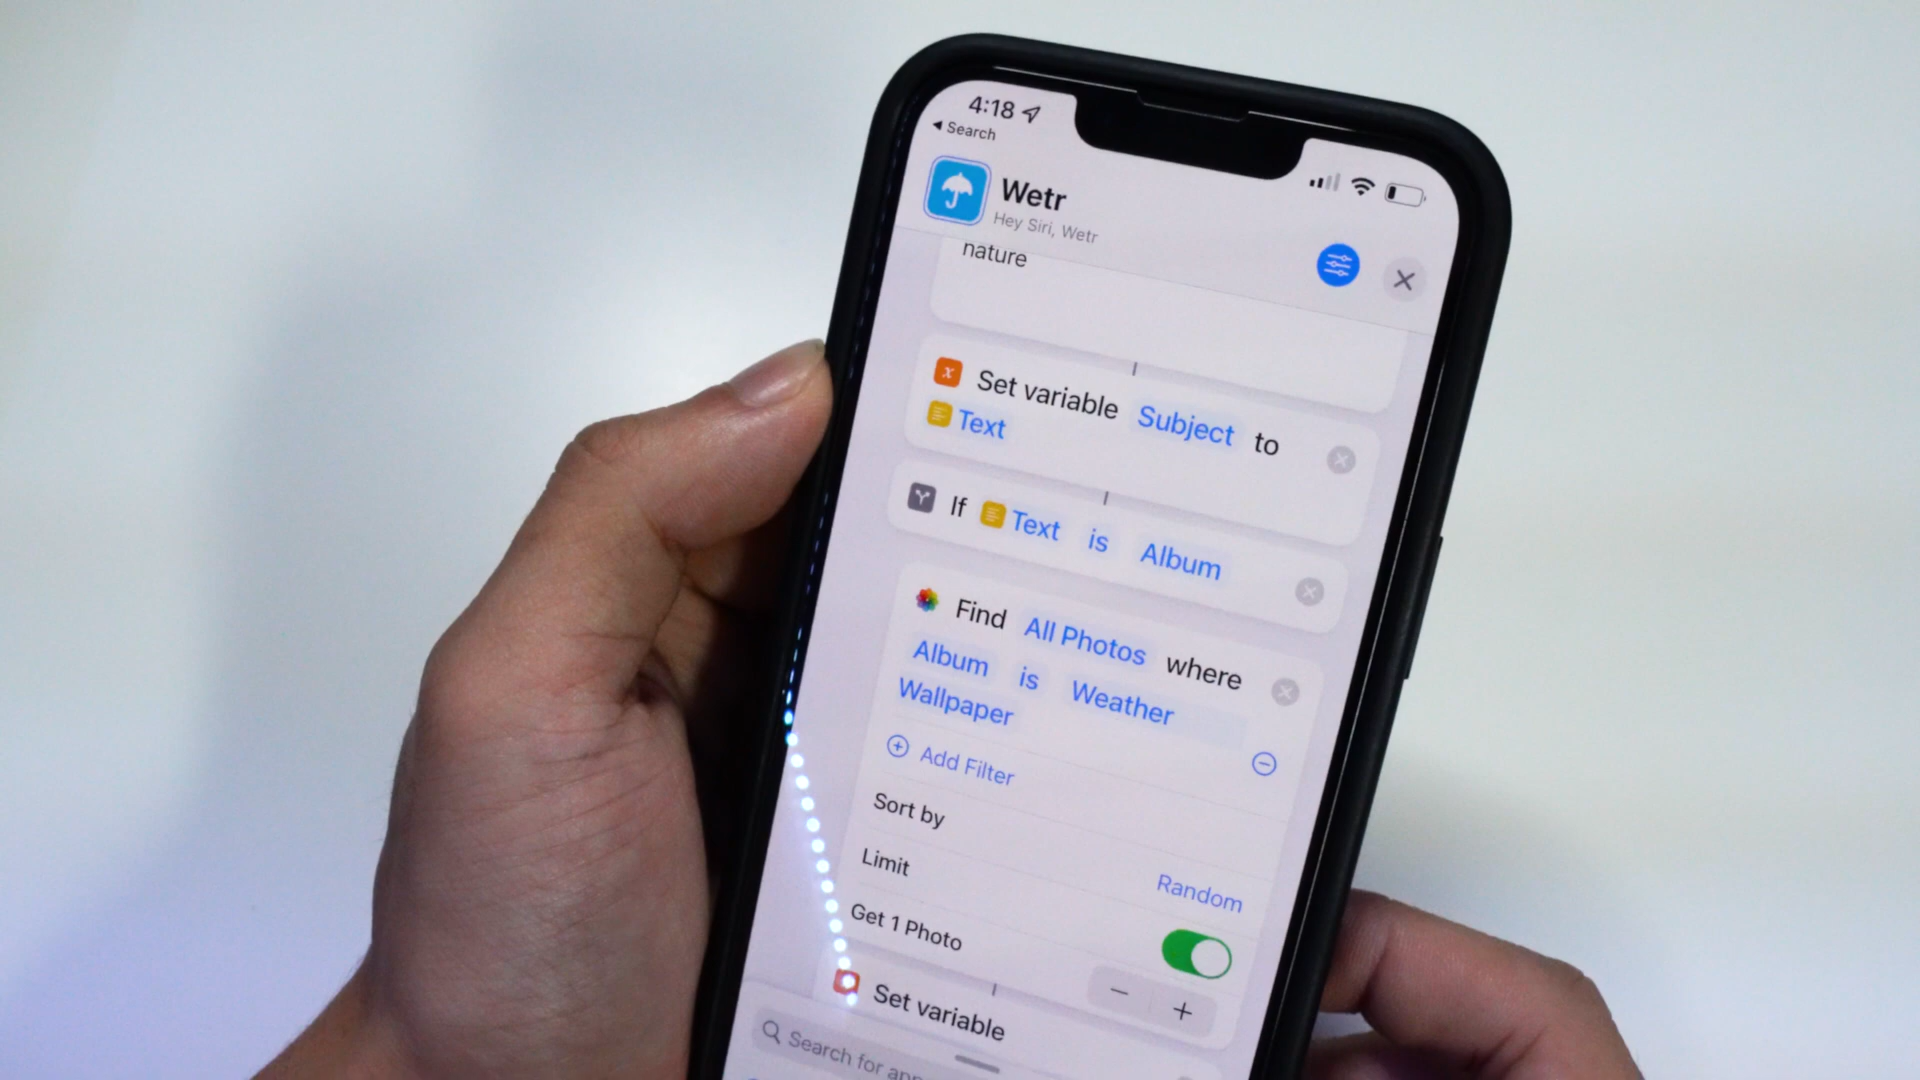 4:18
Search
Wetr
Hey Siri, Wetr
nature
Set variable Subject to
Text
If Text is Album
Find All Photos where
Album is Weather
Wallpaper
Add Filter
Sort by
Random
Limit
Get 1 Photo
Set variable
Search for